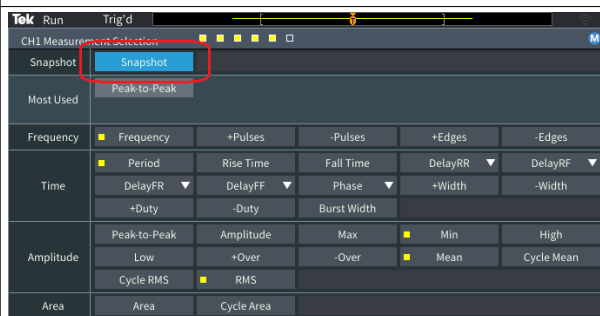 Tek Run Trig'd
CH1 Measurement Selection M
Snapshot Snapshot
Most Used Peak-to-Peak
Frequency Frequency +Pulses -Pulses +Edges -Edges
Time Period Rise Time Fall Time DelayRR DelayRF
DelayFR DelayFF Phase +Width -Width
+Duty -Duty Burst Width
Amplitude Peak-to-Peak Amplitude Max Min High
Low +Over -Over Mean Cycle Mean
Cycle RMS RMS
Area Area Cycle Area